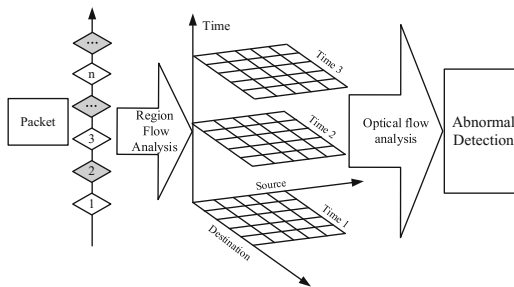 ...
n
...
3
2
1
Packet
Region
Flow
Analysis
Time
Time 3
Time 2
Source
Time 1
Destination
Optical flow
analysis
Abnormal
Detection